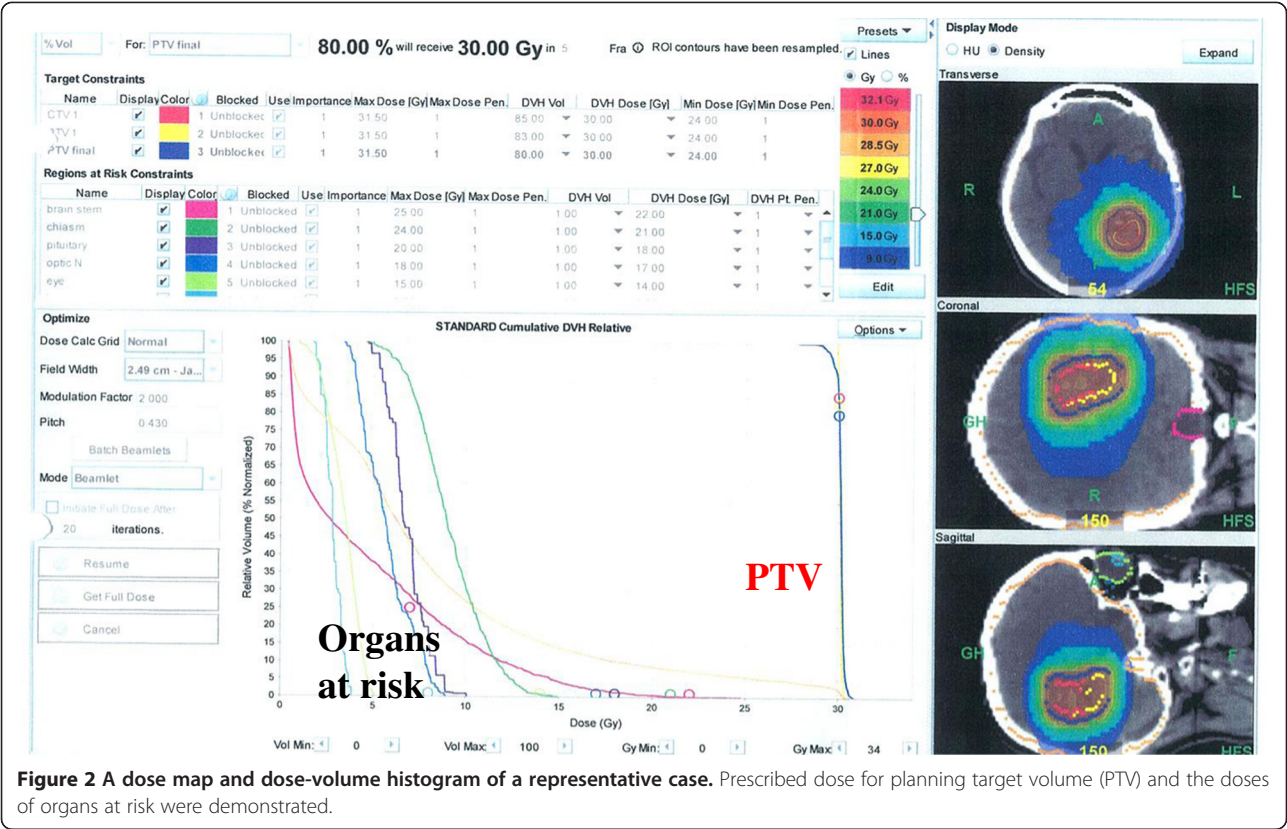 % Vol For: PTV final 80.00 % will receive 30.00 Gy in 5 Fra ROI contours have been resampled.
Target Constraints
Name Display Color Blocked Use Importance Max Dose [Gy] Max Dose Pen. DVH Vol DVH Dose [Gy] Min Dose [Gy] Min Dose Pen.
CTV 1 1 Unblocked 1 31.50 1 85.00 30.00 24.00 1
TV 1 2 Unblocked 1 31.50 1 83.00 30.00 24.00 1
PTV final 3 Unblocked 1 31.50 1 80.00 30.00 24.00 1
Regions at Risk Constraints
Name Display Color Blocked Use Importance Max Dose [Gy] Max Dose Pen. DVH Vol DVH Dose [Gy] DVH Pt. Pen.
brain stem 1 Unblocked 1 25.00 1 1.00 22.00 1
chiasm 2 Unblocked 1 24.00 1 1.00 21.00 1
pituitary 3 Unblocked 1 20.00 1 1.00 18.00 1
optic N 4 Unblocked 1 18.00 1 1.00 17.00 1
eye 5 Unblocked 1 15.00 1 1.00 14.00 1
Presets
Lines
Gy %
32.1 Gy
30.0 Gy
28.5 Gy
27.0 Gy
24.0 Gy
21.0 Gy
15.0 Gy
9.0 Gy
Edit
Optimize
Dose Calc Grid Normal
Field Width 2.49 cm - Ja...
Modulation Factor 2.000
Pitch 0.430
Batch Beamlets
Mode Beamlet
Initiate Full Dose After
20 iterations.
Resume
Get Full Dose
Cancel
STANDARD Cumulative DVH Relative
Options
Relative Volume (% Normalized)
100
95
90
85
80
75
70
65
60
55
50
45
40
35
30
25
20
15
10
5
0
PTV
Organs
at risk
5 10 15 20 25 30
Dose (Gy)
Vol Min: 0 Vol Max: 100 Gy Min: 0 Gy Max: 34
Display Mode
HU Density Expand
Transverse
A
R L
54 HFS
Coronal
GH
R
150 HFS
Sagittal
A
GH F
150 HFS
Figure 2 A dose map and dose-volume histogram of a representative case. Prescribed dose for planning target volume (PTV) and the doses
of organs at risk were demonstrated.